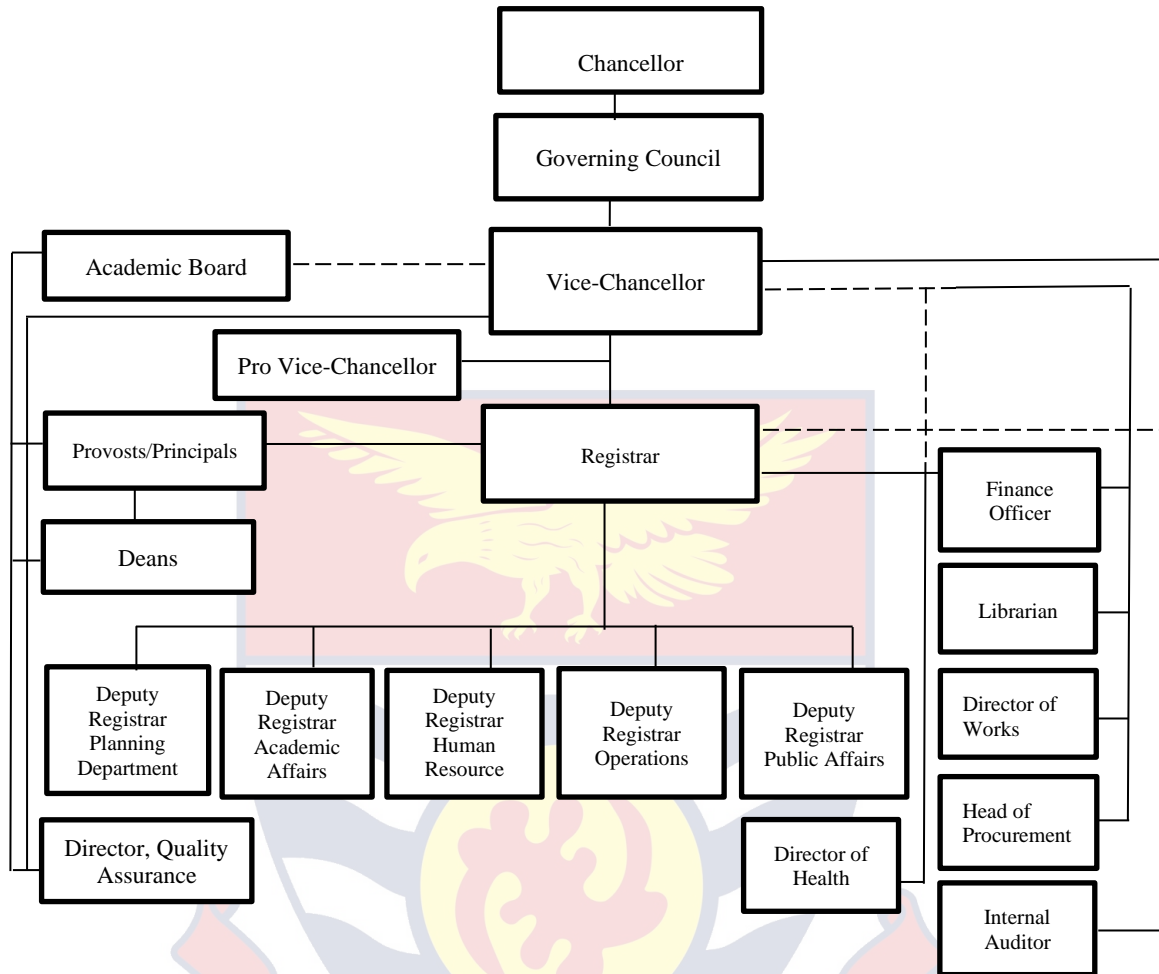 Chancellor
Governing Council
Academic Board
Vice-Chancellor
Pro Vice-Chancellor
Provosts/Principals
Registrar
Finance
Officer
Deans
Librarian
Deputy
Registrar
Planning
Department
Deputy
Registrar
Academic
Affairs
Deputy
Registrar
Human
Resource
Deputy
Registrar
Operations
Deputy
Registrar
Public Affairs
Director of
Works
Head of
Procurement
Director, Quality
Assurance
Director of
Health
Internal
Auditor